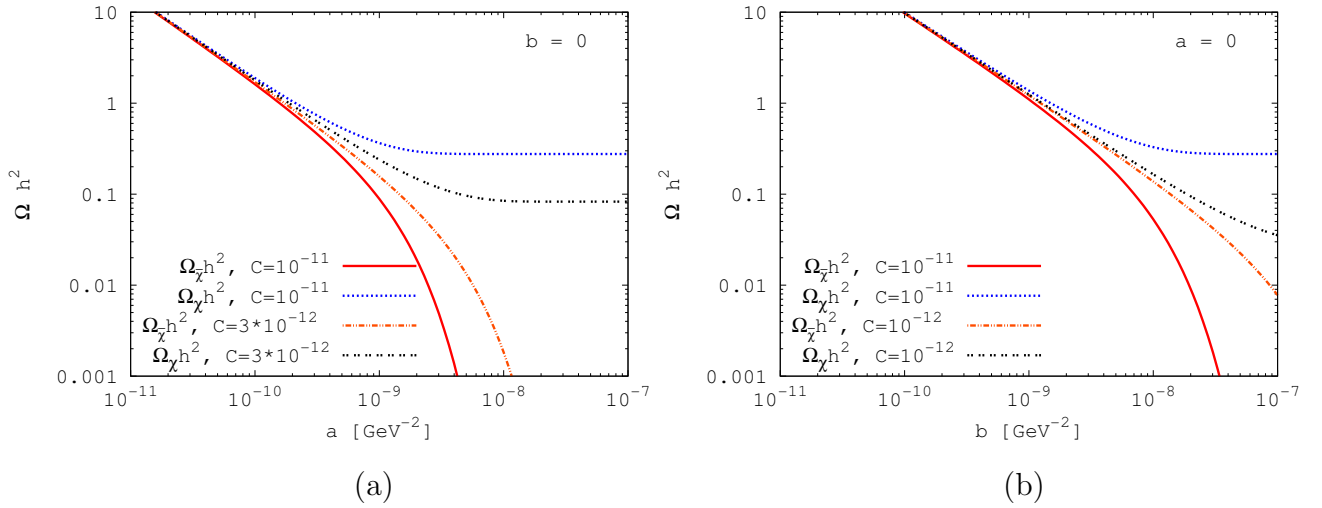 10
1
0.1
0.01
0.001
Ω h²
b = 0
Ω_χ̄h², C=10⁻¹¹
Ω_χh², C=10⁻¹¹
Ω_χ̄h², C=3*10⁻¹²
Ω_χh², C=3*10⁻¹²
10⁻¹¹ 10⁻¹⁰ 10⁻⁹ 10⁻⁸ 10⁻⁷
a [GeV⁻²]
(a)
10
1
0.1
0.01
0.001
Ω h²
a = 0
Ω_χ̄h², C=10⁻¹¹
Ω_χh², C=10⁻¹¹
Ω_χ̄h², C=10⁻¹²
Ω_χh², C=10⁻¹²
10⁻¹¹ 10⁻¹⁰ 10⁻⁹ 10⁻⁸ 10⁻⁷
b [GeV⁻²]
(b)